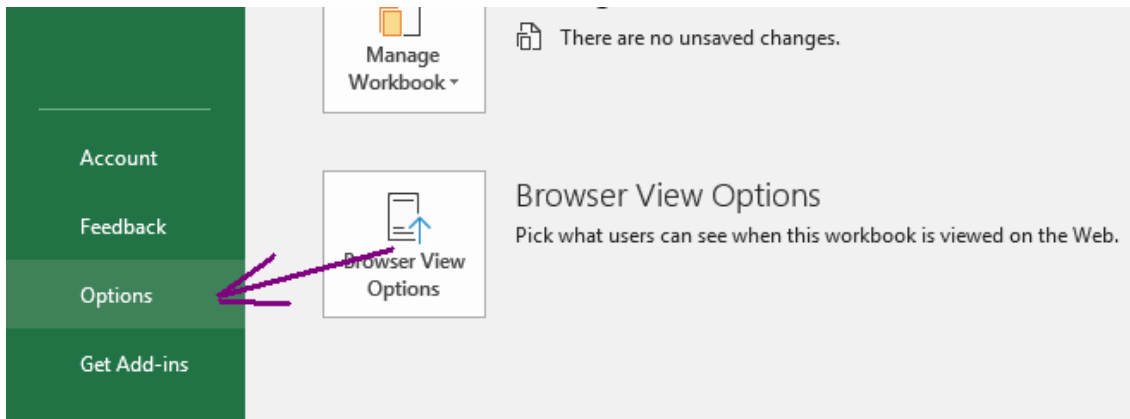 Manage
Workbook
There are no unsaved changes.
Account
Feedback
Options
Get Add-ins
Browser View
Options
Browser View Options
Pick what users can see when this workbook is viewed on the Web.